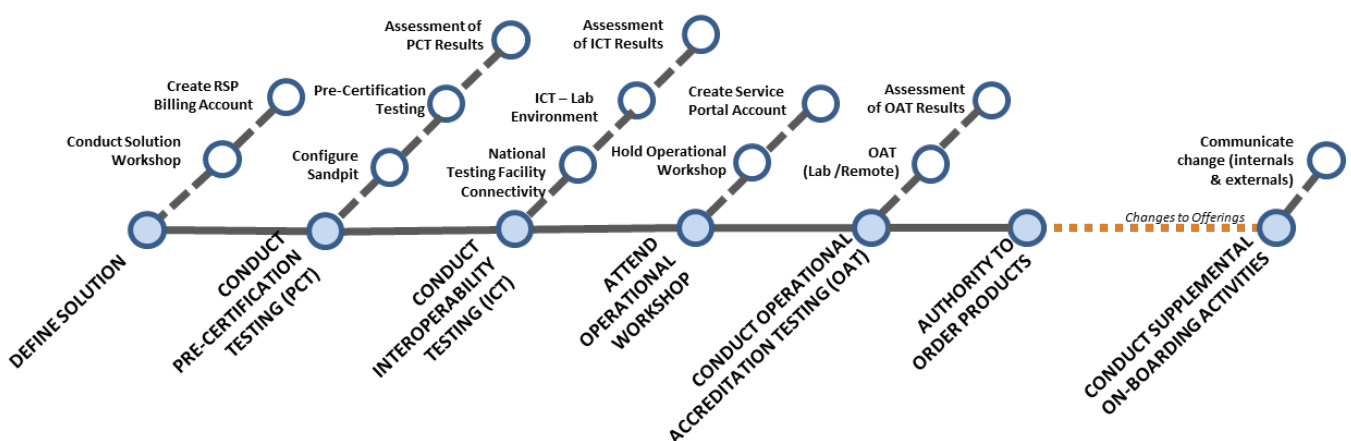 Assessment of
PCT Results
Assessment
of ICT Results
Create RSP
Billing Account
Pre-Certification
Testing
ICT – Lab
Environment
Create Service
Portal Account
Assessment
of OAT Results
Conduct Solution
Workshop
Configure
Sandpit
National
Testing Facility
Connectivity
Hold Operational
Workshop
OAT
(Lab /Remote)
Communicate
change (internals
& externals)
Changes to Offerings
DEFINE SOLUTION
CONDUCT
PRE-CERTIFICATION
TESTING (PCT)
CONDUCT
INTEROPERABILITY
TESTING (ICT)
ATTEND
OPERATIONAL
WORKSHOP
CONDUCT OPERATIONAL
ACCREDITATION TESTING (OAT)
AUTHORITY TO
ORDER PRODUCTS
CONDUCT SUPPLEMENTAL
ON-BOARDING ACTIVITIES